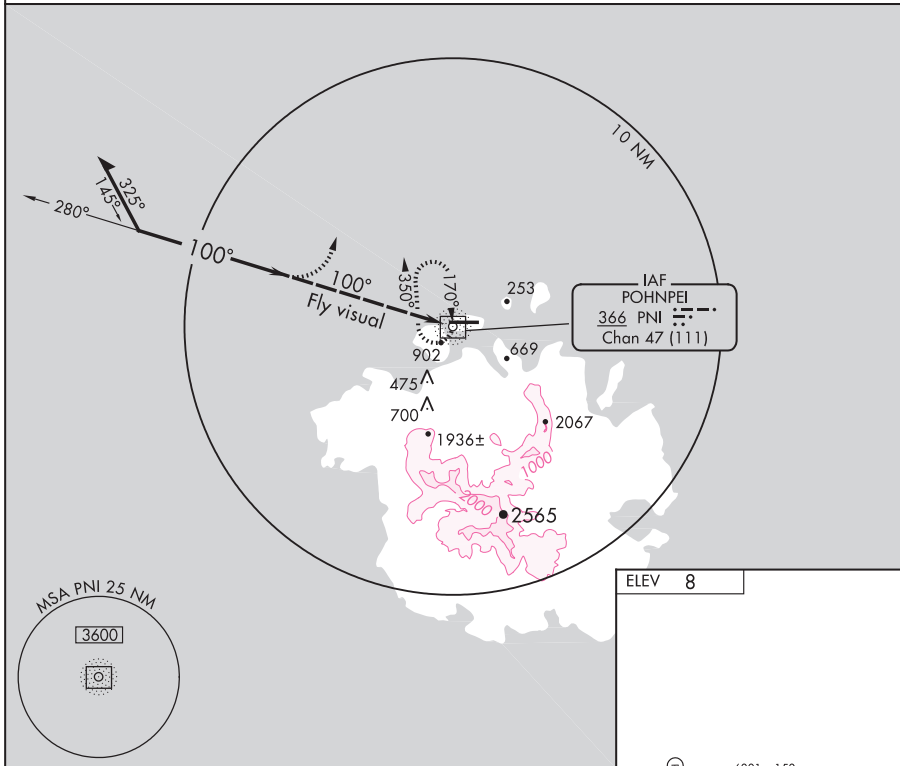 10 NM
325°
145°
280°
100°
100°
Fly visual
350°
170°
253
IAF
POHNPEI
366 PNI
Chan 47 (111)
902
669
475
700
1936±
2067
1000
2000
2565
MSA PNI 25 NM
3600
ELEV 8